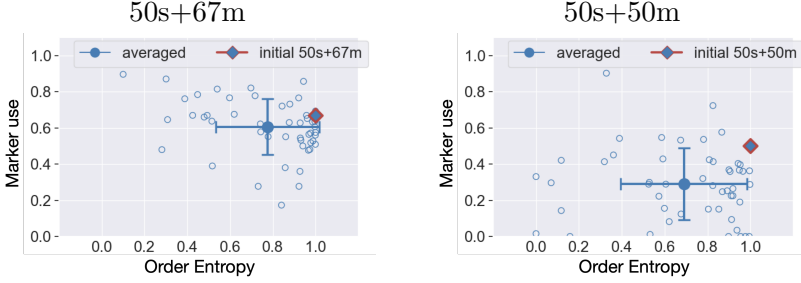 50s+67m
averaged
initial 50s+67m
Marker use
1.0
0.8
0.6
0.4
0.2
0.0
0.0 0.2 0.4 0.6 0.8 1.0
Order Entropy
50s+50m
averaged
initial 50s+50m
Marker use
1.0
0.8
0.6
0.4
0.2
0.0
0.0 0.2 0.4 0.6 0.8 1.0
Order Entropy